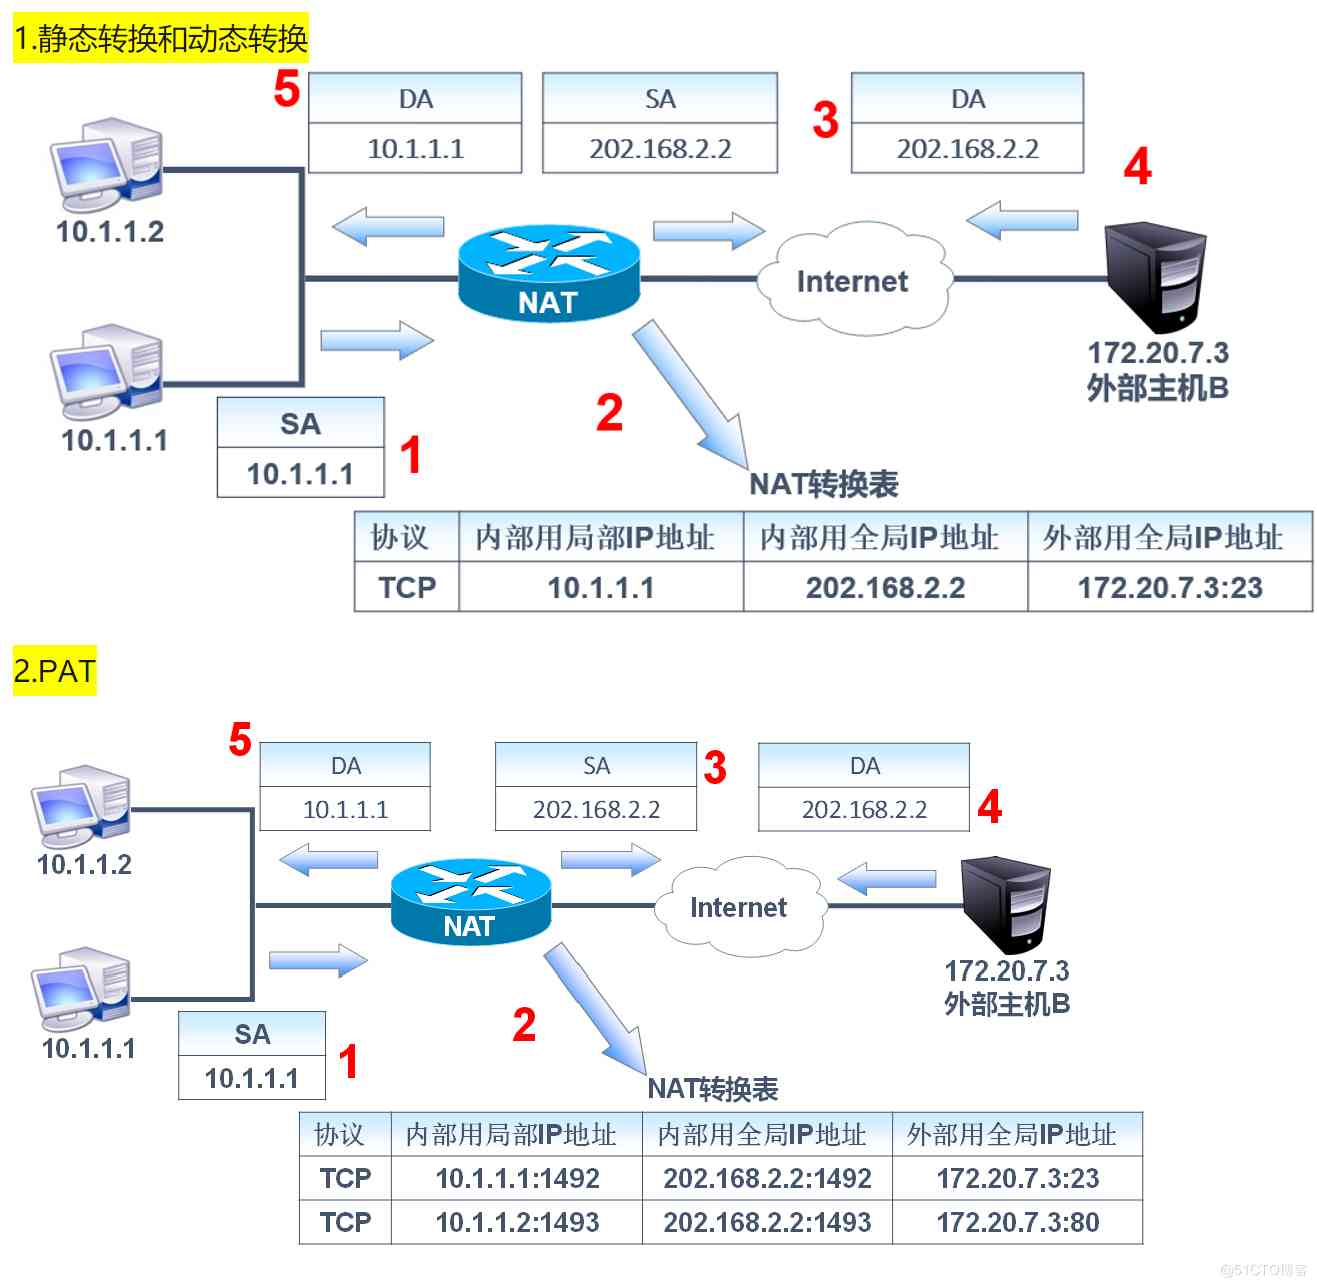 1.静态转换和动态转换
5
DA
SA
3
DA
10.1.1.1
202.168.2.2
202.168.2.2
4
10.1.1.2
NAT
Internet
172.20.7.3
外部主机B
10.1.1.1
SA
10.1.1.1
1
2
NAT转换表
协议 内部用局部IP地址 内部用全局IP地址 外部用全局IP地址
TCP 10.1.1.1 202.168.2.2 172.20.7.3:23
2.PAT
5
DA
SA
3
DA
10.1.1.1
202.168.2.2
202.168.2.2
4
10.1.1.2
NAT
Internet
172.20.7.3
外部主机B
10.1.1.1
SA
10.1.1.1
1
2
NAT转换表
协议 内部用局部IP地址 内部用全局IP地址 外部用全局IP地址
TCP 10.1.1.1:1492 202.168.2.2:1492 172.20.7.3:23
TCP 10.1.1.2:1493 202.168.2.2:1493 172.20.7.3:80
@51CTO博客